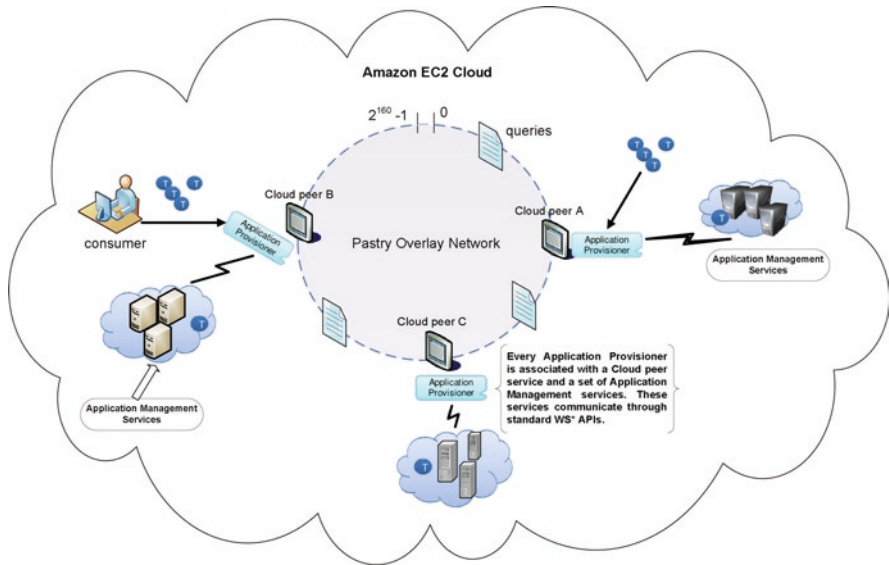 Amazon EC2 Cloud
2¹⁶⁰ -1 0
queries
T
T
T
T
T
T
T
T
Cloud peer B
Cloud peer A
T
consumer
Application
Provisioner
Pastry Overlay Network
Application
Provisioner
Application Management
Services
T
Cloud peer C
Application
Provisioner
Every Application Provisioner
is associated with a Cloud peer
service and a set of Application
Management services. These
services communicate through
standard WS* APIs.
Application Management
Services
T